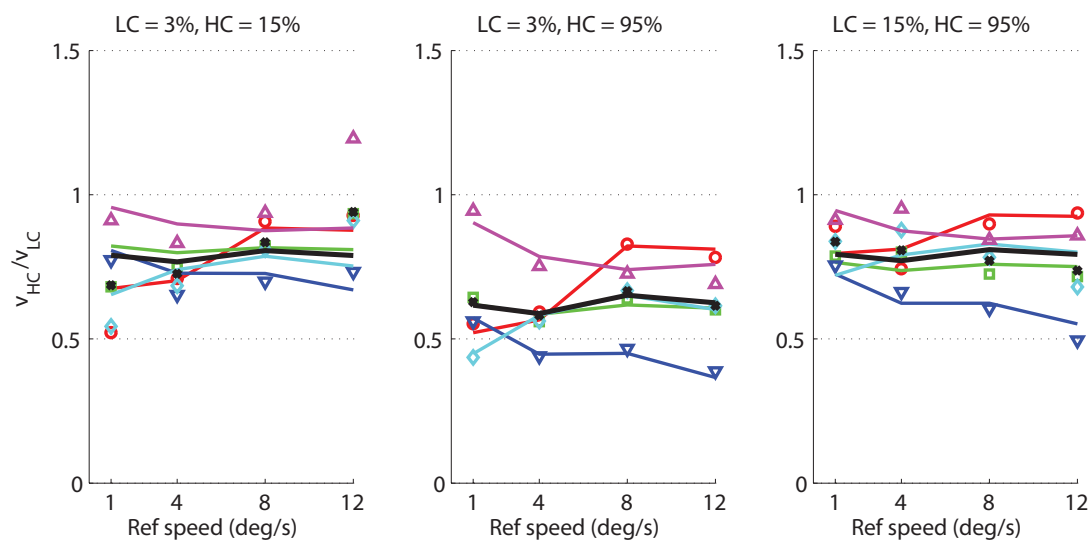 LC = 3%, HC = 15%
LC = 3%, HC = 95%
LC = 15%, HC = 95%
v_HC/v_LC
1.5
1
0.5
0
1 4 8 12
Ref speed (deg/s)
1.5
1
0.5
0
1 4 8 12
Ref speed (deg/s)
1.5
1
0.5
0
1 4 8 12
Ref speed (deg/s)